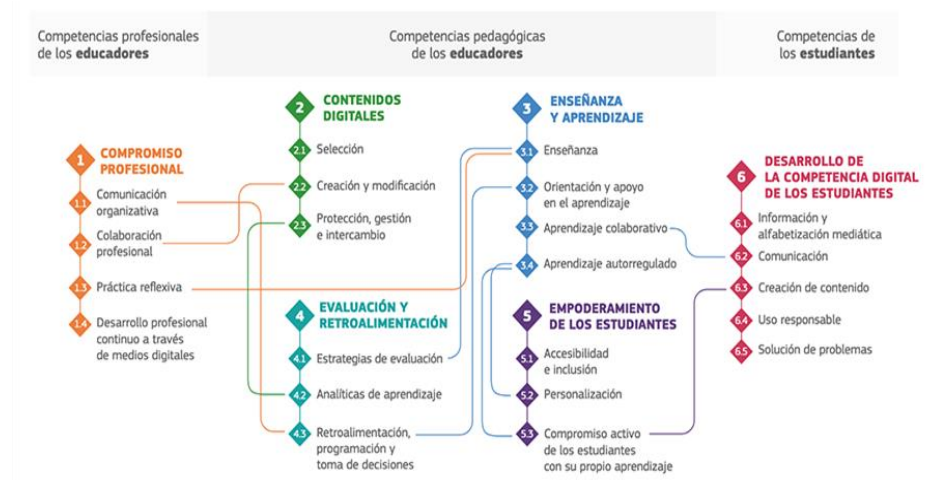 Competencias profesionales
de los educadores
Competencias pedagógicas
de los educadores
Competencias de
los estudiantes
1
COMPROMISO
PROFESIONAL
1.1
Comunicación
organizativa
1.2
Colaboración
profesional
1.3
Práctica reflexiva
1.4
Desarrollo profesional
continuo a través
de medios digitales
2
CONTENIDOS
DIGITALES
2.1
Selección
2.2
Creación y modificación
2.3
Protección, gestión
e intercambio
4
EVALUACIÓN Y
RETROALIMENTACIÓN
4.1
Estrategias de evaluación
4.2
Analíticas de aprendizaje
4.3
Retroalimentación,
programación y
toma de decisiones
3
ENSEÑANZA
Y APRENDIZAJE
3.1
Enseñanza
3.2
Orientación y apoyo
en el aprendizaje
3.3
Aprendizaje colaborativo
3.4
Aprendizaje autorregulado
5
EMPODERAMIENTO
DE LOS ESTUDIANTES
5.1
Accesibilidad
e inclusión
5.2
Personalización
5.3
Compromiso activo
de los estudiantes
con su propio aprendizaje
6
DESARROLLO DE
LA COMPETENCIA DIGITAL
DE LOS ESTUDIANTES
6.1
Información y
alfabetización mediática
6.2
Comunicación
6.3
Creación de contenido
6.4
Uso responsable
6.5
Solución de problemas